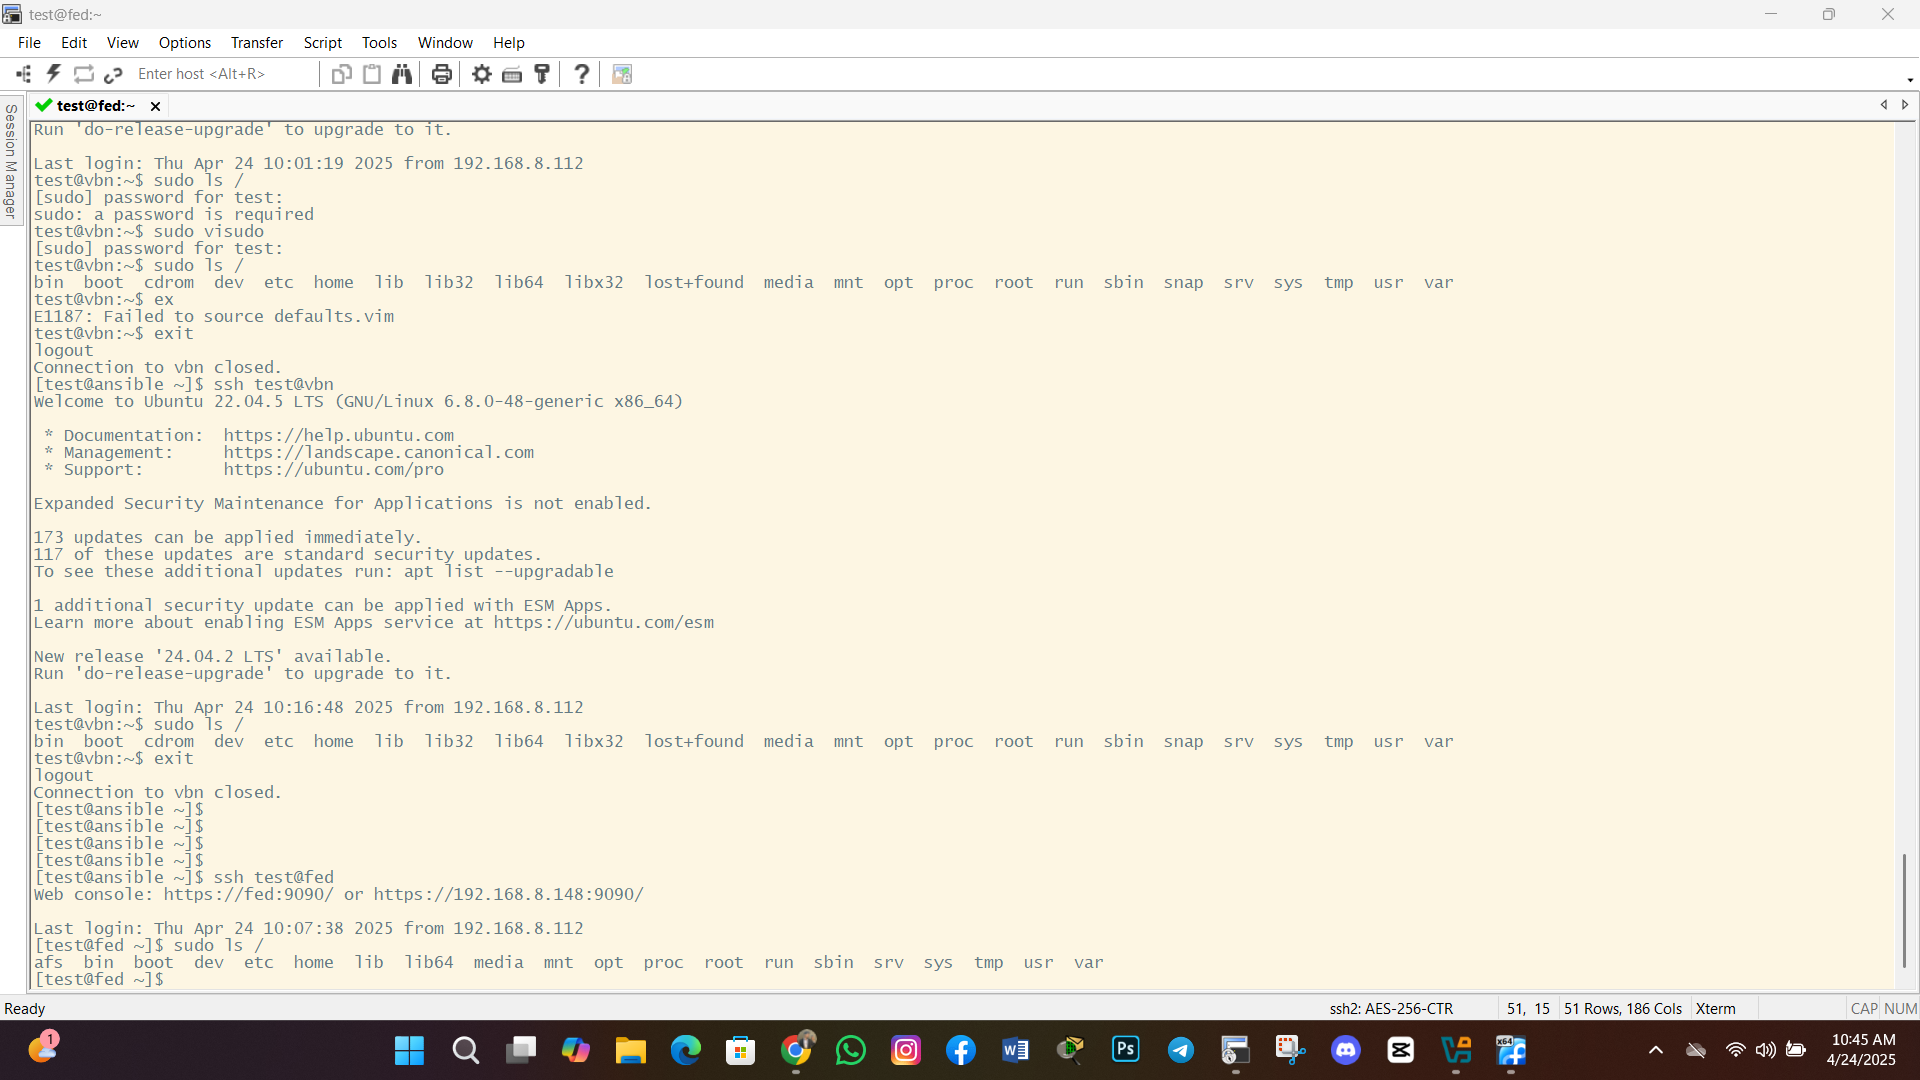 test@fed:~
File Edit View Options Transfer Script Tools Window Help
Enter host <Alt+R>
test@fed:~
Session Manager
Run 'do-release-upgrade' to upgrade to it.
Last login: Thu Apr 24 10:01:19 2025 from 192.168.8.112
test@vbn:~$ sudo ls /
[sudo] password for test:
sudo: a password is required
test@vbn:~$ sudo visudo
[sudo] password for test:
test@vbn:~$ sudo ls /
bin boot cdrom dev etc home lib lib32 lib64 libx32 lost+found media mnt opt proc root run sbin snap srv sys tmp usr var
test@vbn:~$ ex
E1187: Failed to source defaults.vim
test@vbn:~$ exit
logout
Connection to vbn closed.
[test@ansible ~]$ ssh test@vbn
Welcome to Ubuntu 22.04.5 LTS (GNU/Linux 6.8.0-48-generic x86_64)
* Documentation: https://help.ubuntu.com
* Management: https://landscape.canonical.com
* Support: https://ubuntu.com/pro
Expanded Security Maintenance for Applications is not enabled.
173 updates can be applied immediately.
117 of these updates are standard security updates.
To see these additional updates run: apt list --upgradable
1 additional security update can be applied with ESM Apps.
Learn more about enabling ESM Apps service at https://ubuntu.com/esm
New release '24.04.2 LTS' available.
Run 'do-release-upgrade' to upgrade to it.
Last login: Thu Apr 24 10:16:48 2025 from 192.168.8.112
test@vbn:~$ sudo ls /
bin boot cdrom dev etc home lib lib32 lib64 libx32 lost+found media mnt opt proc root run sbin snap srv sys tmp usr var
test@vbn:~$ exit
logout
Connection to vbn closed.
[test@ansible ~]$
[test@ansible ~]$
[test@ansible ~]$
[test@ansible ~]$
[test@ansible ~]$ ssh test@fed
Web console: https://fed:9090/ or https://192.168.8.148:9090/
Last login: Thu Apr 24 10:07:38 2025 from 192.168.8.112
[test@fed ~]$ sudo ls /
afs bin boot dev etc home lib lib64 media mnt opt proc root run sbin srv sys tmp usr var
[test@fed ~]$
Ready
ssh2: AES-256-CTR 51, 15 51 Rows, 186 Cols Xterm CAP NUM
1
Ps
x64
10:45 AM
4/24/2025